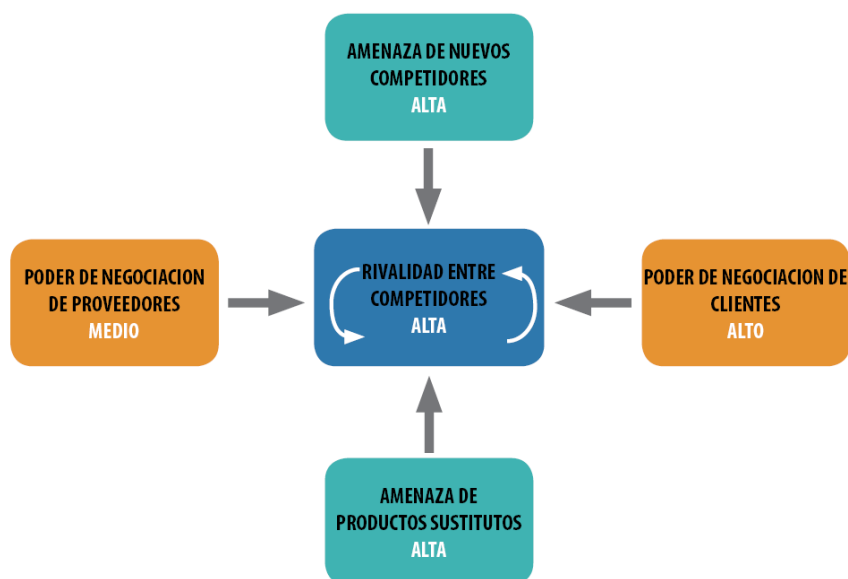 AMENAZA DE NUEVOS
COMPETIDORES
ALTA
PODER DE NEGOCIACION
DE PROVEEDORES
MEDIO
RIVALIDAD ENTRE
COMPETIDORES
ALTA
PODER DE NEGOCIACION DE
CLIENTES
ALTO
AMENAZA DE
PRODUCTOS SUSTITUTOS
ALTA